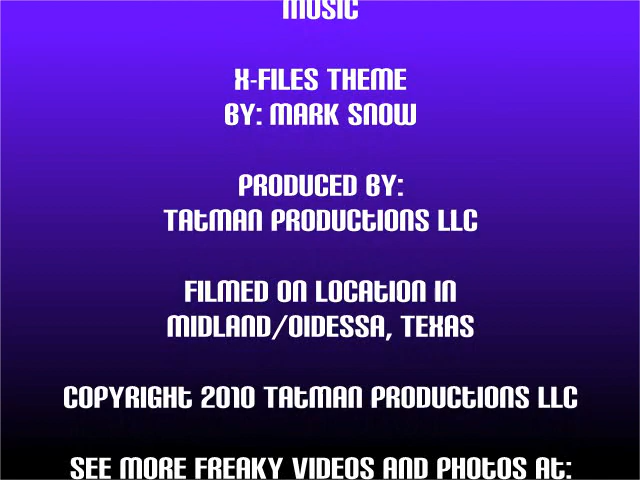 MUSIC
X-FILES THEME
BY: MARK SNOW
PRODUCED BY:
TATMAN PRODUCTIONS LLC
FILMED ON LOCATION IN
MIDLAND/OIDESSA, TEXAS
COPYRIGHT 2010 TATMAN PRODUCTIONS LLC
SEE MORE FREAKY VIDEOS AND PHOTOS AT: